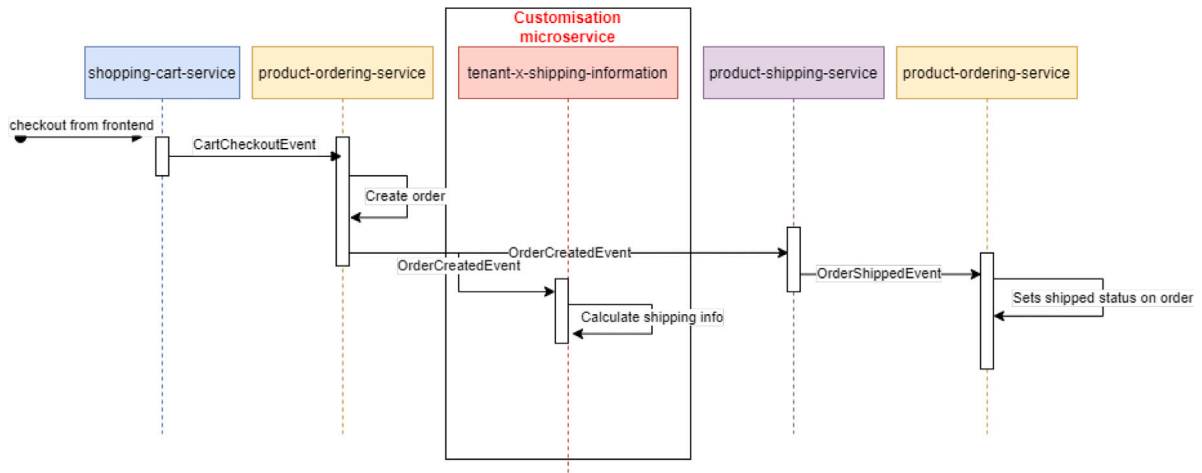 Customisation
microservice
shopping-cart-service
product-ordering-service
tenant-x-shipping-information
product-shipping-service
product-ordering-service
checkout from frontend
CartCheckoutEvent
Create order
OrderCreatedEvent
OrderCreatedEvent
OrderShippedEvent
Sets shipped status on order
Calculate shipping info